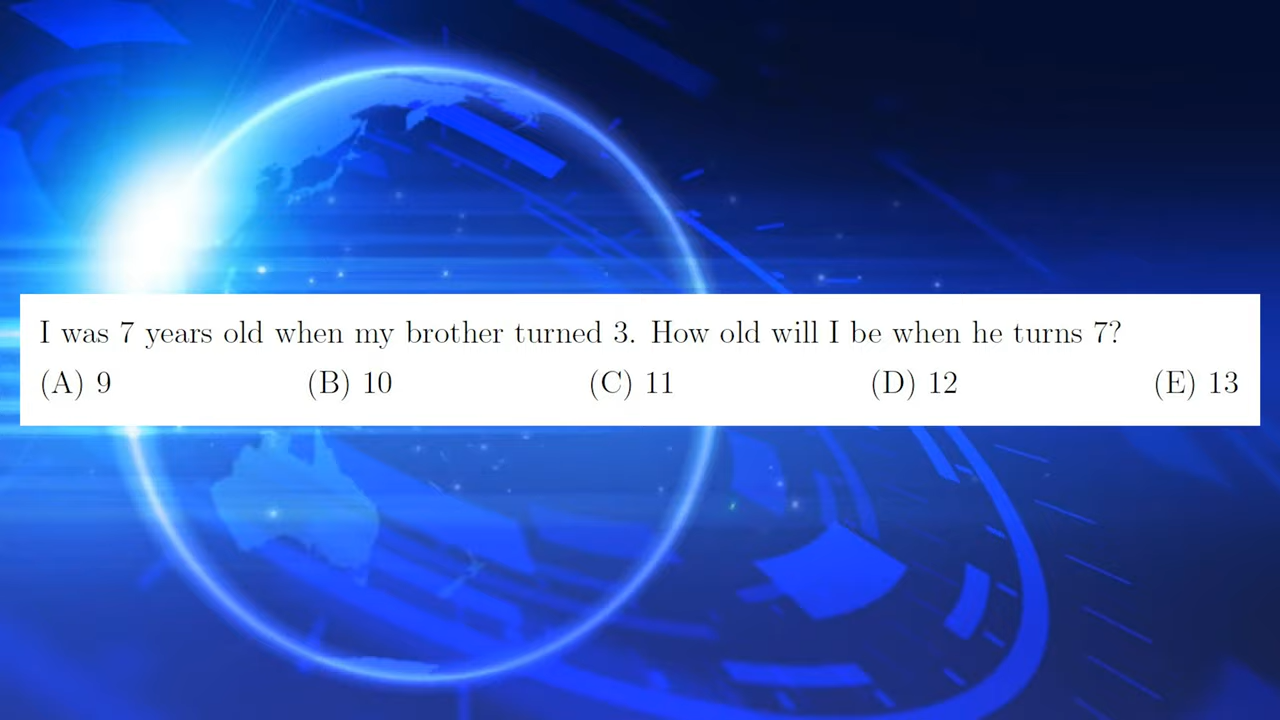 I was 7 years old when my brother turned 3. How old will I be when he turns 7?
(A) 9 (B) 10 (C) 11 (D) 12 (E) 13